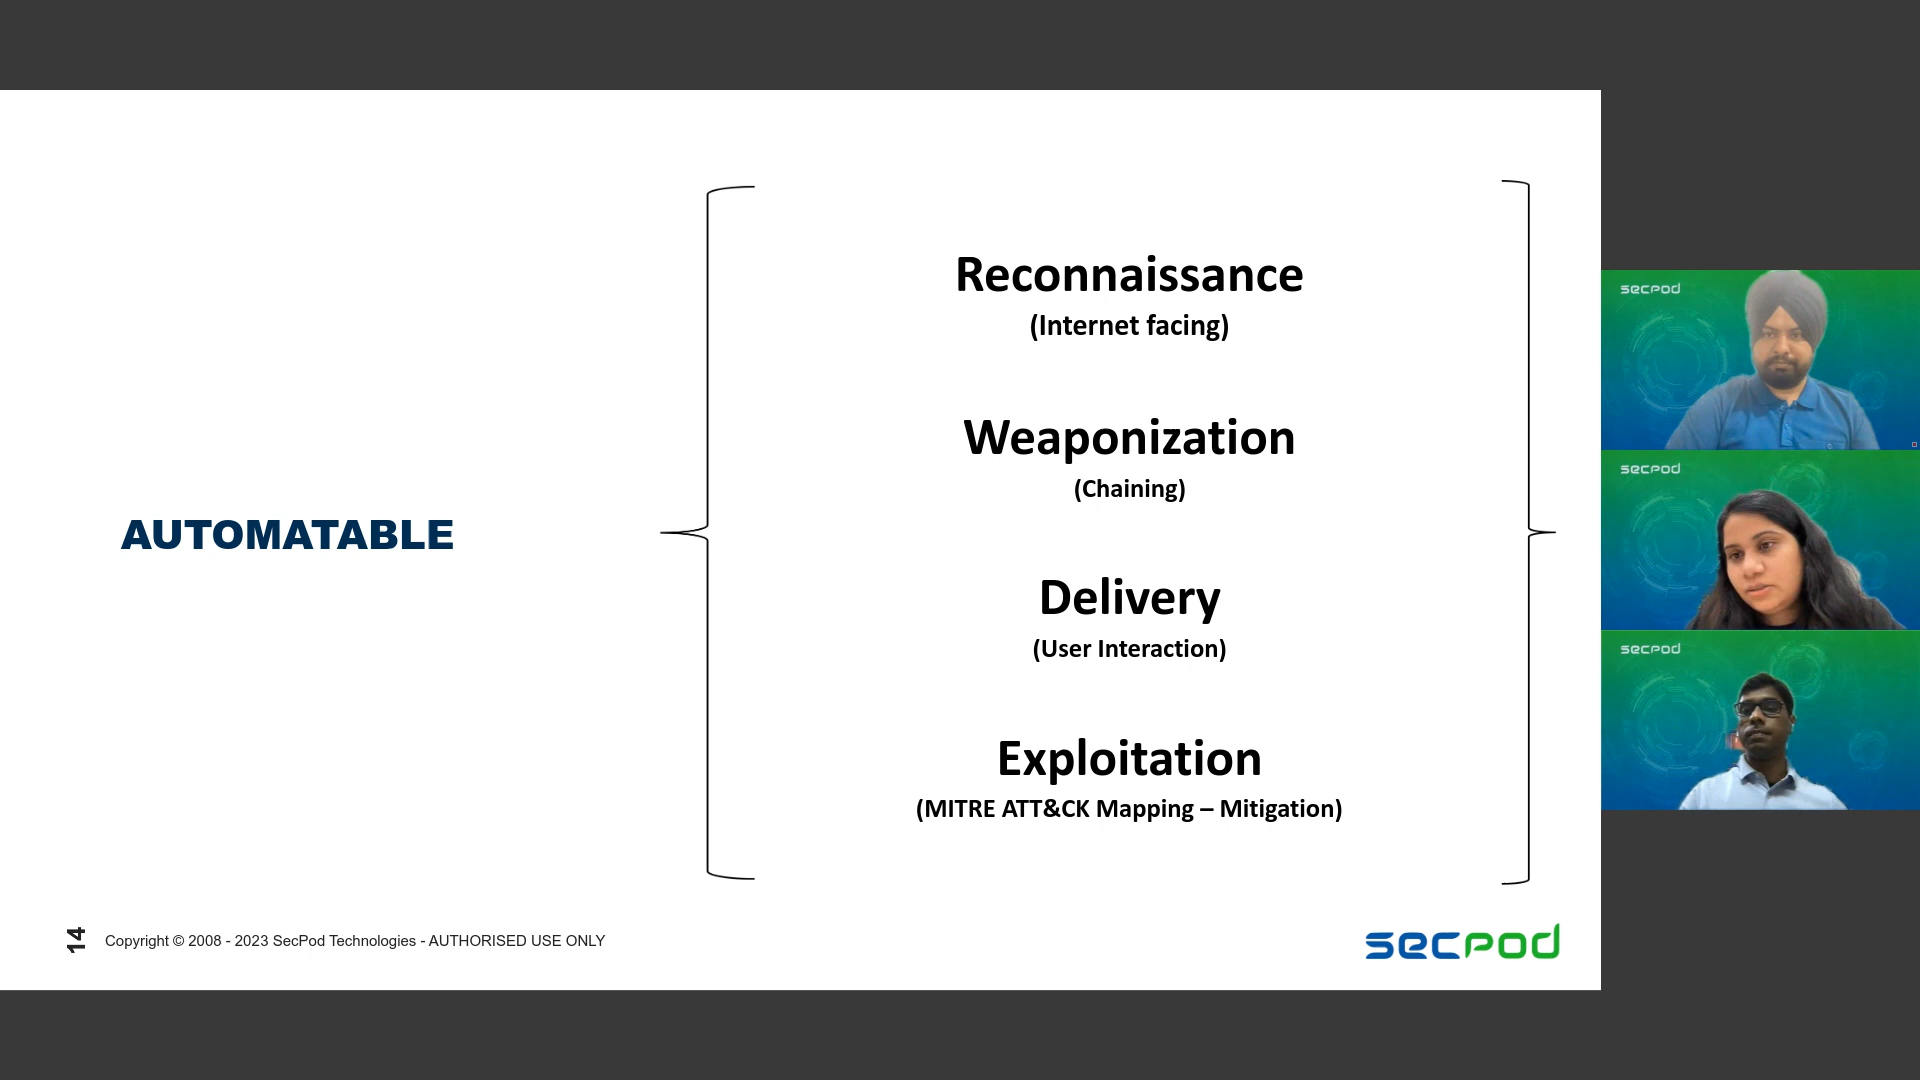 AUTOMATABLE
Reconnaissance
(Internet facing)
Weaponization
(Chaining)
Delivery
(User Interaction)
Exploitation
(MITRE ATT&CK Mapping – Mitigation)
14
Copyright © 2008 - 2023 SecPod Technologies - AUTHORISED USE ONLY
secpod
secpod
secpod
secpod